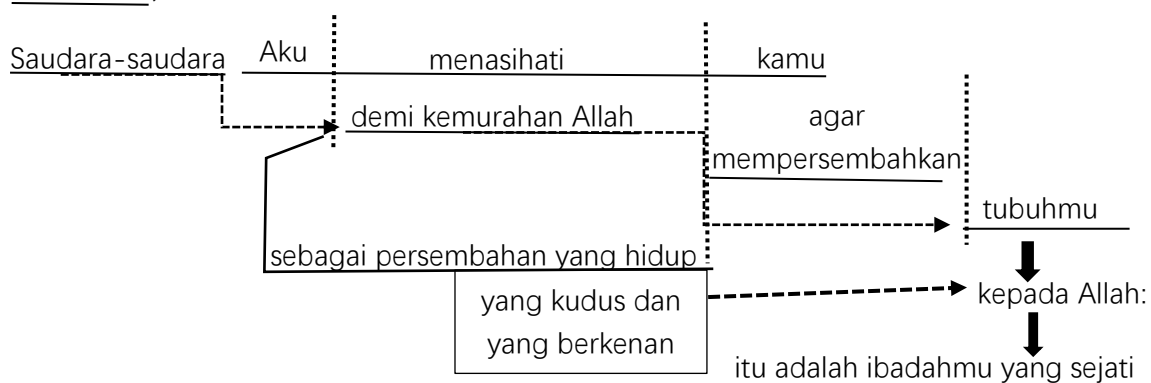 Saudara-saudara Aku menasihati kamu
demi kemurahan Allah
agar
mempersembahkan
tubuhmu
sebagai persembahan yang hidup
yang kudus dan
yang berkenan
kepada Allah:
itu adalah ibadahmu yang sejati